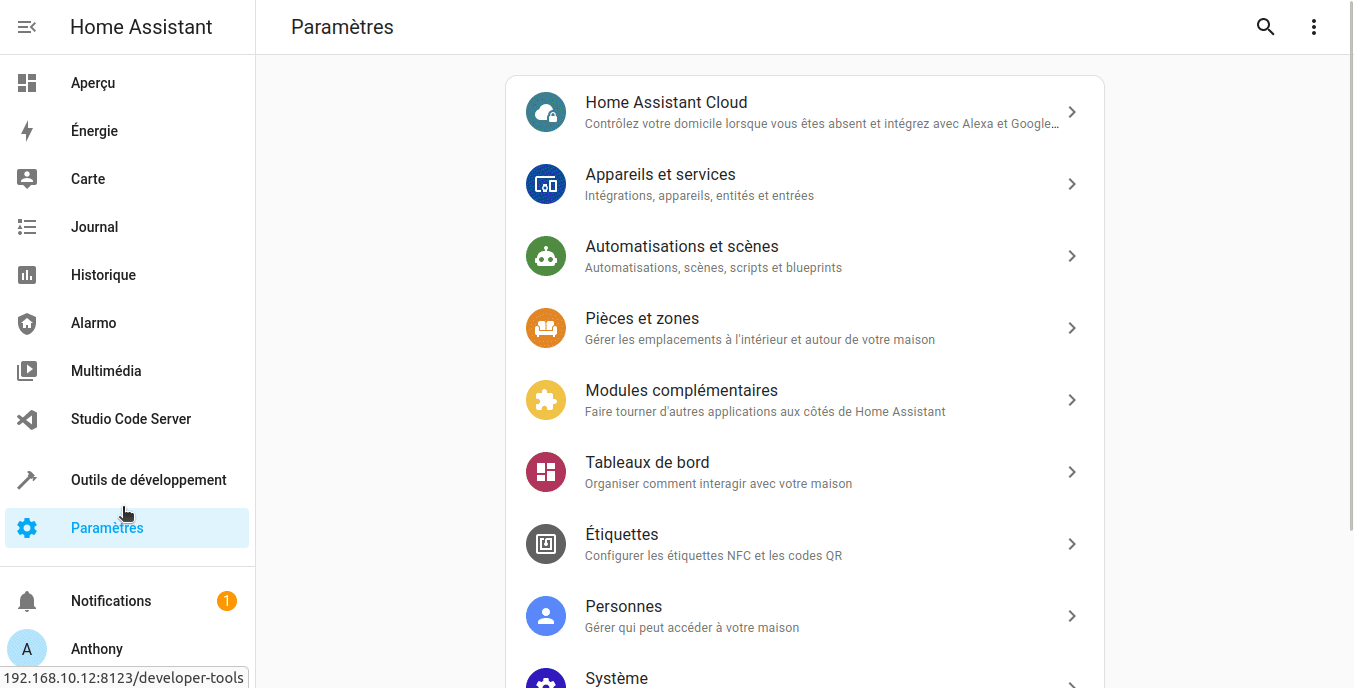 Home Assistant
Paramètres
Aperçu
Énergie
Carte
Journal
Historique
Alarmo
Multimédia
Studio Code Server
Outils de développement
Paramètres
Notifications
1
A
Anthony
192.168.10.12:8123/developer-tools
Home Assistant Cloud
Contrôlez votre domicile lorsque vous êtes absent et intégrez avec Alexa et Google…
Appareils et services
Intégrations, appareils, entités et entrées
Automatisations et scènes
Automatisations, scènes, scripts et blueprints
Pièces et zones
Gérer les emplacements à l'intérieur et autour de votre maison
Modules complémentaires
Faire tourner d'autres applications aux côtés de Home Assistant
Tableaux de bord
Organiser comment interagir avec votre maison
Étiquettes
Configurer les étiquettes NFC et les codes QR
Personnes
Gérer qui peut accéder à votre maison
Système